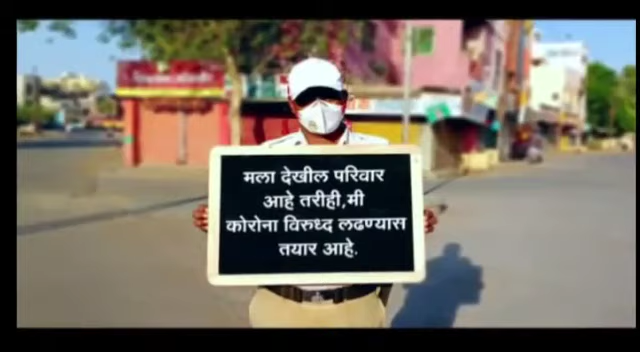 मला देखील परिवार
आहे तरीही,मी
कोरोना विरुध्द लढण्यास
तयार आहे.